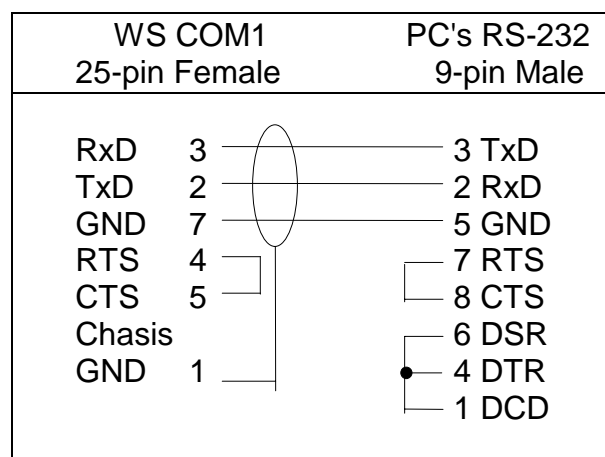 WS COM1 PC's RS-232
25-pin Female 9-pin Male
RxD 3 3 TxD
TxD 2 2 RxD
GND 7 5 GND
RTS 4 7 RTS
CTS 5 8 CTS
Chasis 6 DSR
GND 1 4 DTR
1 DCD